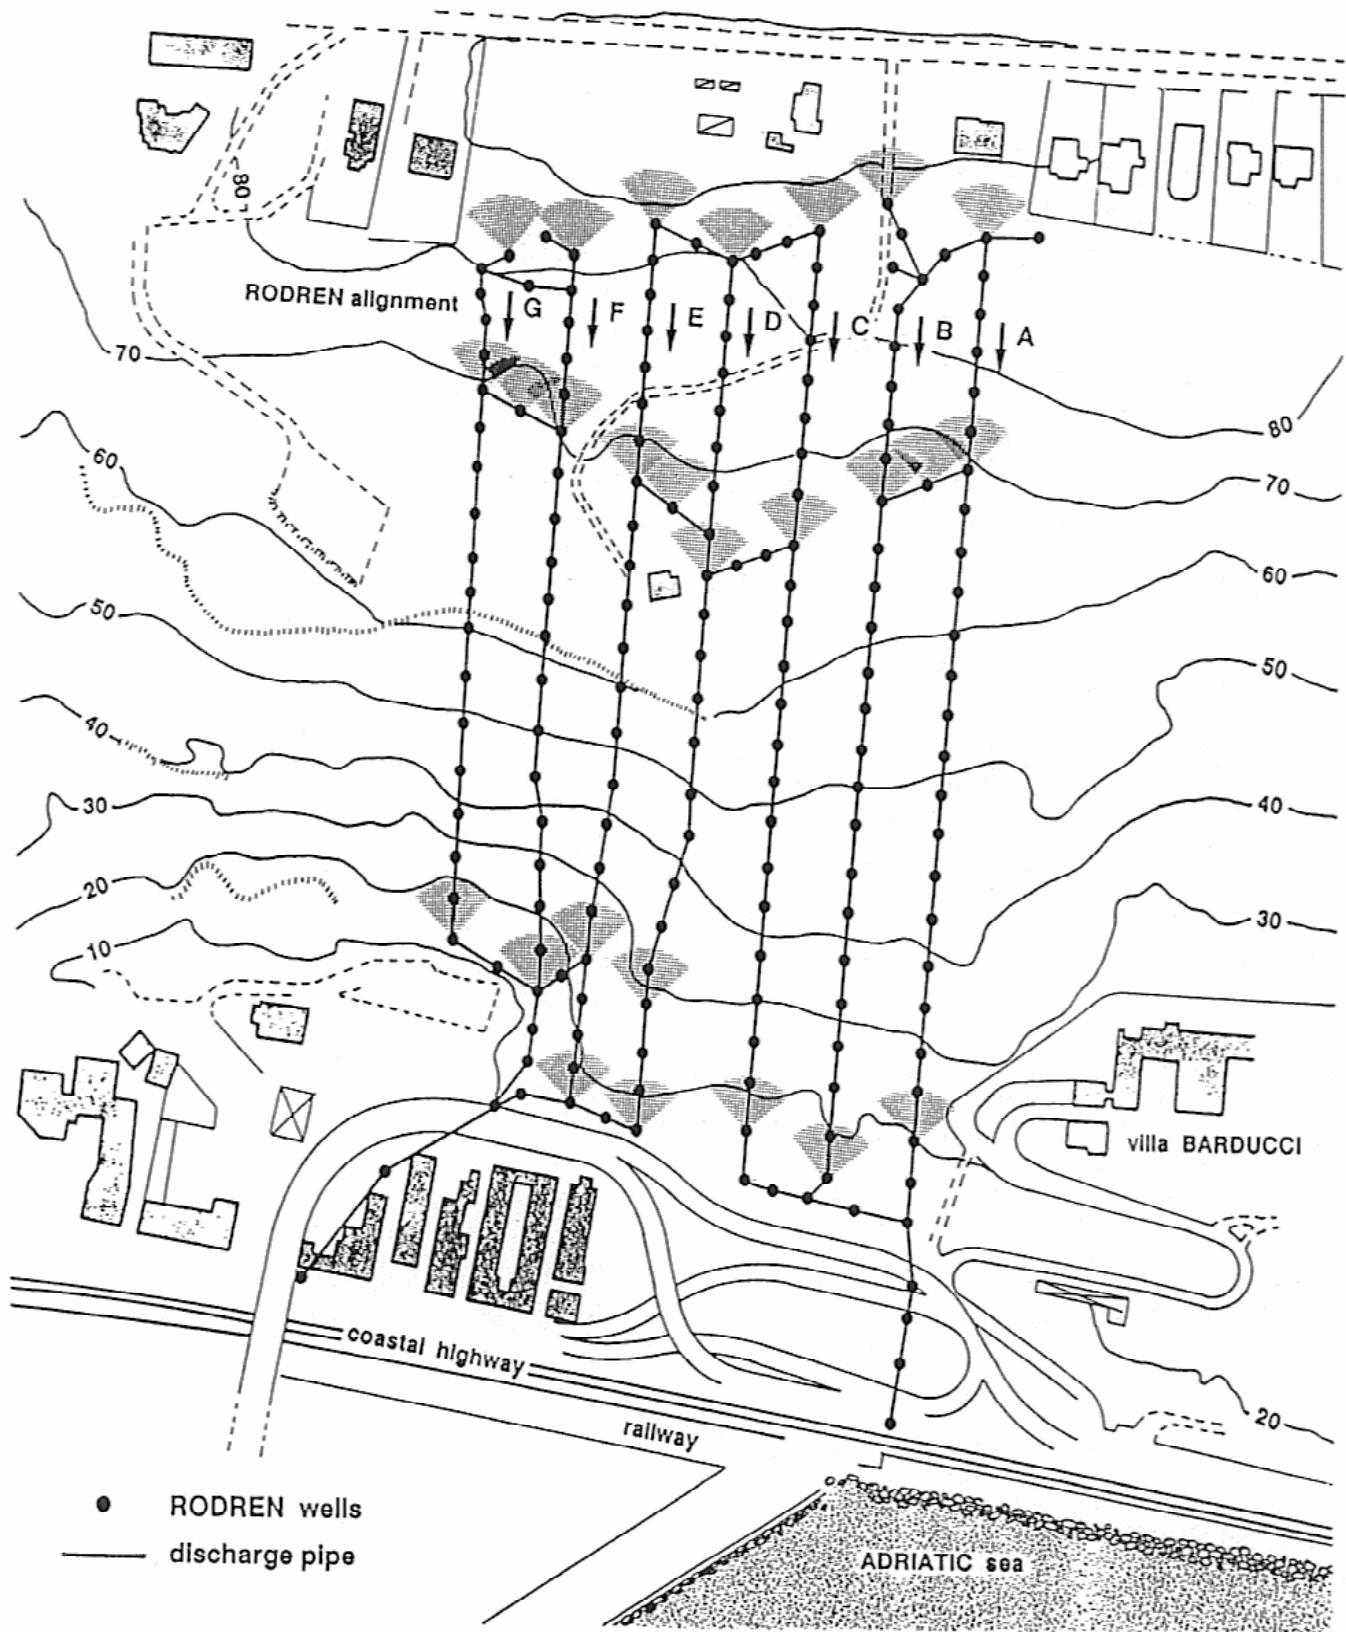 80
RODREN alignment
G
F
E
D
C
B
A
70
80
60
70
60
50
50
40
40
30
30
20
10
villa BARDUCCI
coastal highway
railway
20
RODREN wells
discharge pipe
ADRIATIC sea